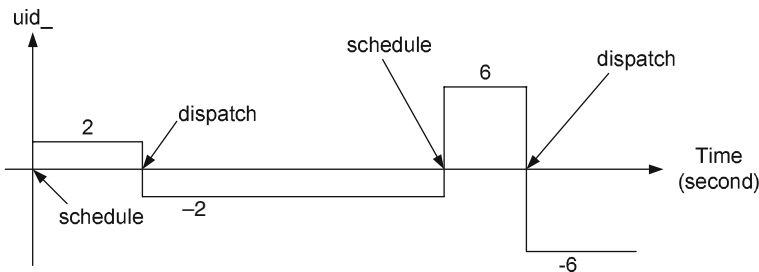 uid_
schedule
6
dispatch
2
dispatch
Time
(second)
schedule
–2
-6